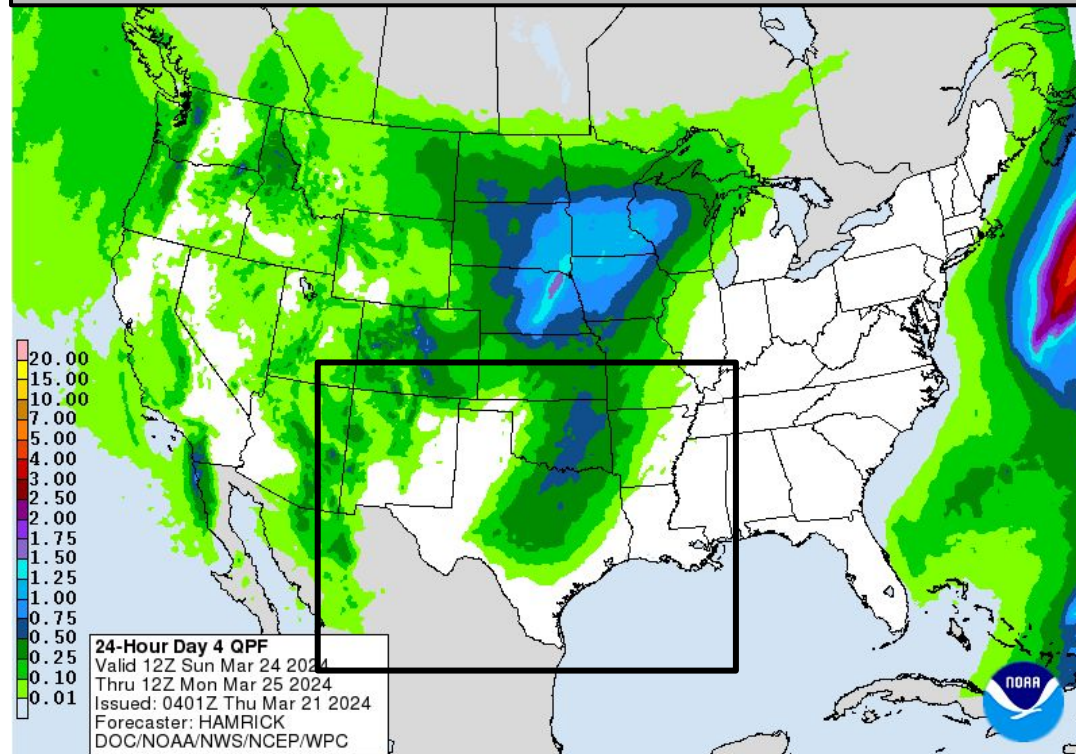 20.00
15.00
10.00
7.00
5.00
4.00
3.00
2.50
2.00
1.75
1.50
1.25
1.00
0.75
0.50
0.25
0.10
0.01
24-Hour Day 4 QPF
Valid 12Z Sun Mar 24 2024
Thru 12Z Mon Mar 25 2024
Issued: 0401Z Thu Mar 21 2024
Forecaster: HAMRICK
DOC/NOAA/NWS/NCEP/WPC
NOAA